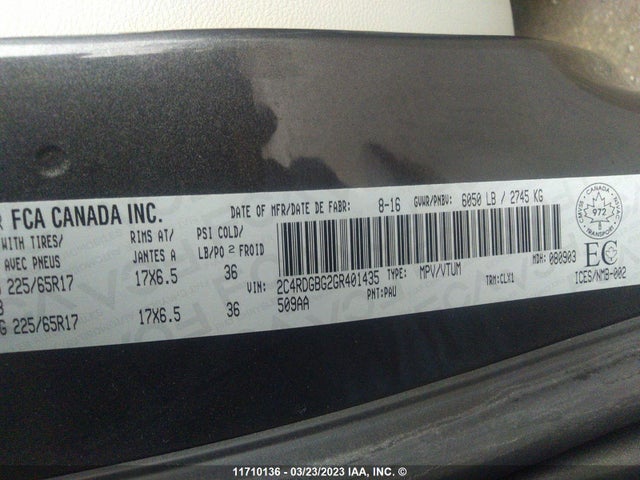 R FCA CANADA INC. DATE OF MFR/DATE DE FABR: 8-16 GVWR/PNBV: 6050 LB / 2745 KG
WITH TIRES/ RIMS AT/ PSI COLD/
AVEC PNEUS JANTES A LB/PO 2 FROID
225/65R17 17X6.5 36
VIN: 2C4RDGBG2GR401435 TYPE: MPV/VTUM MDH: 080903
509AA PNT: PAU TRM: CLX1
G 225/65R17 17X6.5 36
CANADA
972
EC
ICES/NMB-002
11710136 - 03/23/2023 IAA, INC. ©